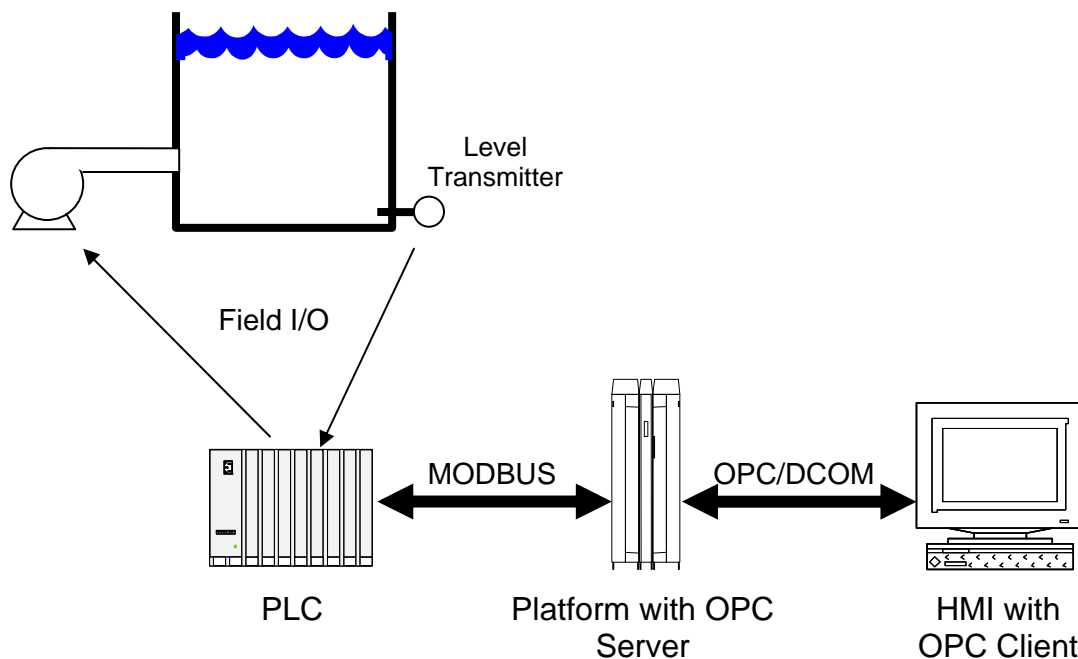 Level
Transmitter
Field I/O
MODBUS
OPC/DCOM
PLC
Platform with OPC
Server
HMI with
OPC Client